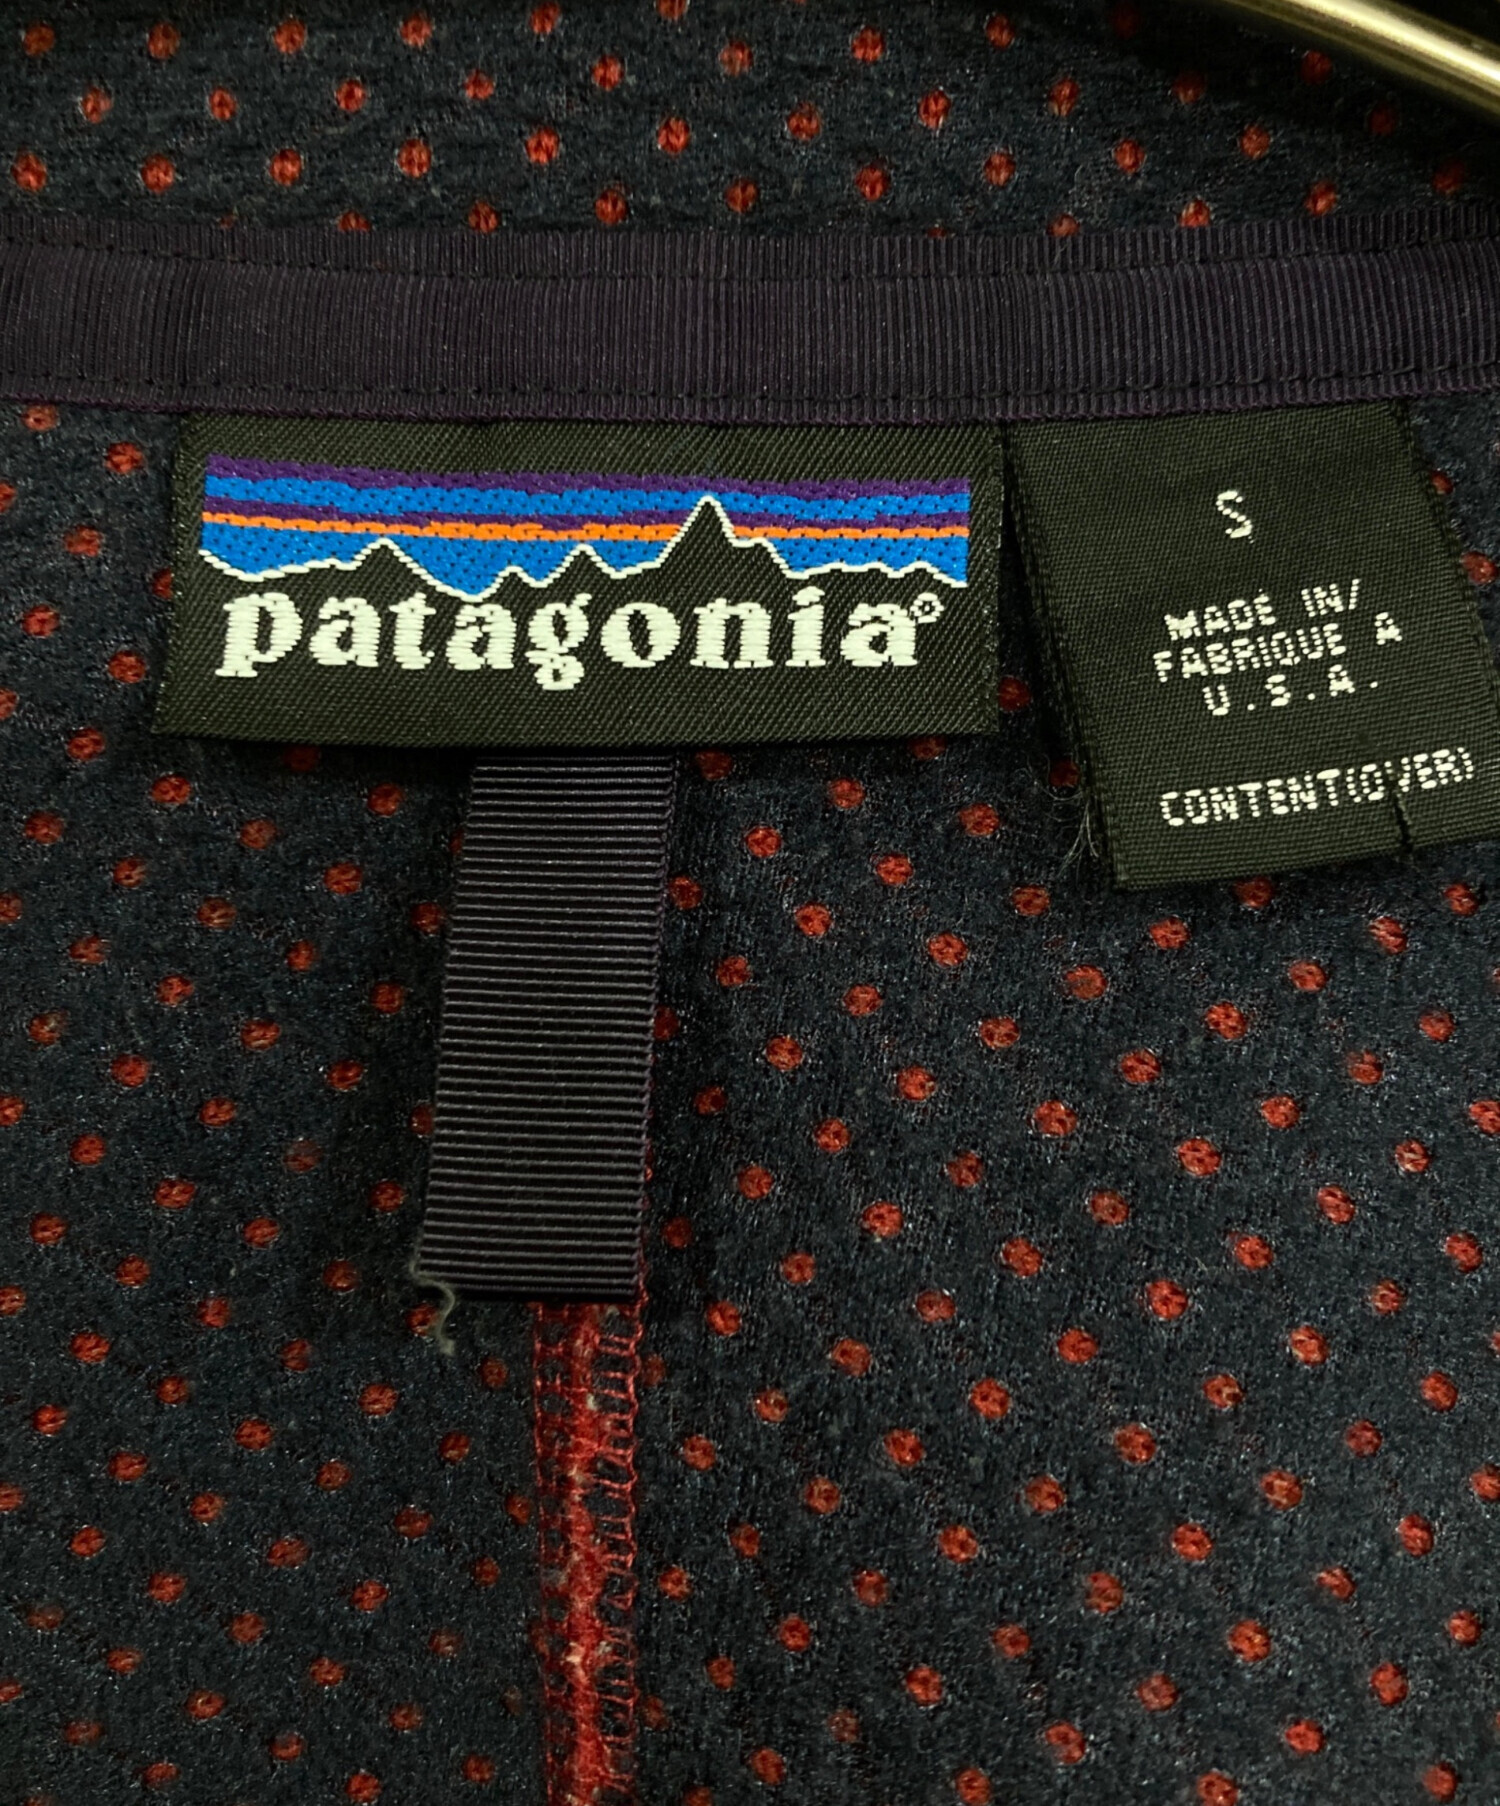 patagonia®
S
MADE IN/
FABRIQUE A
U.S.A.
CONTENT(OVER)